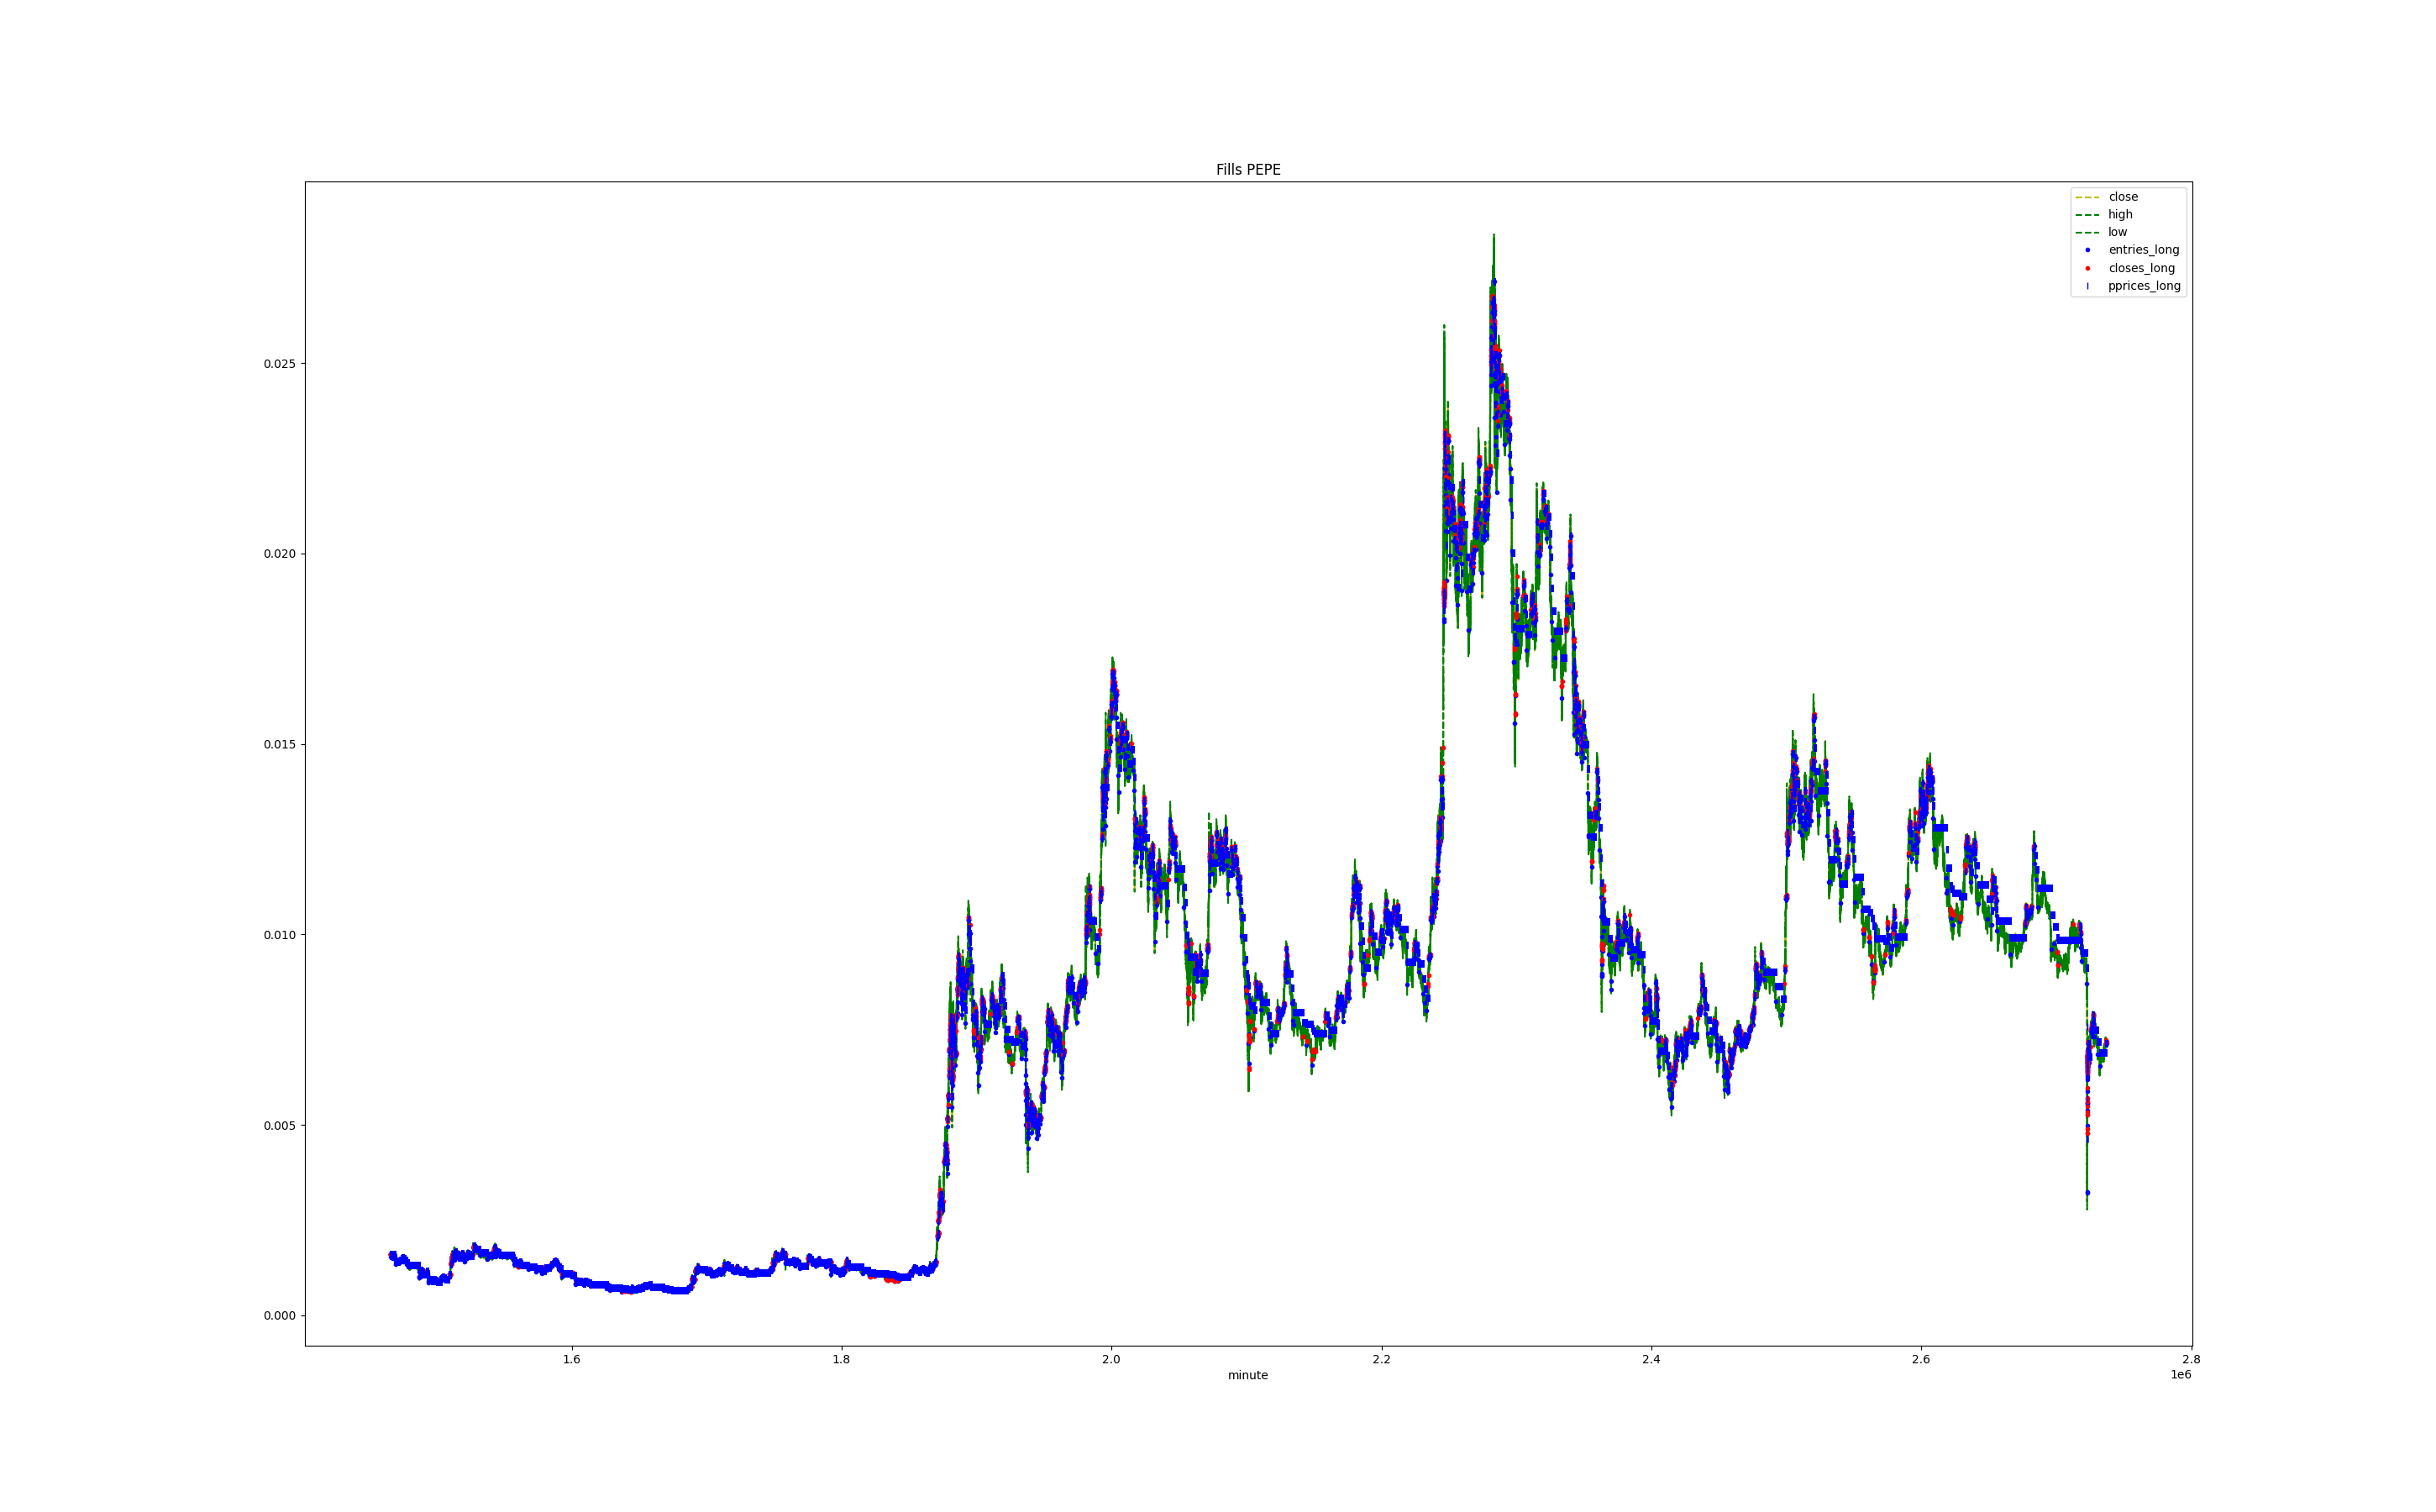 Fills PEPE
close
high
low
entries_long
closes_long
pprices_long
0.025
0.020
0.015
0.010
0.005
0.000
1.6 1.8 2.0 2.2 2.4 2.6 2.8
minute 1e6